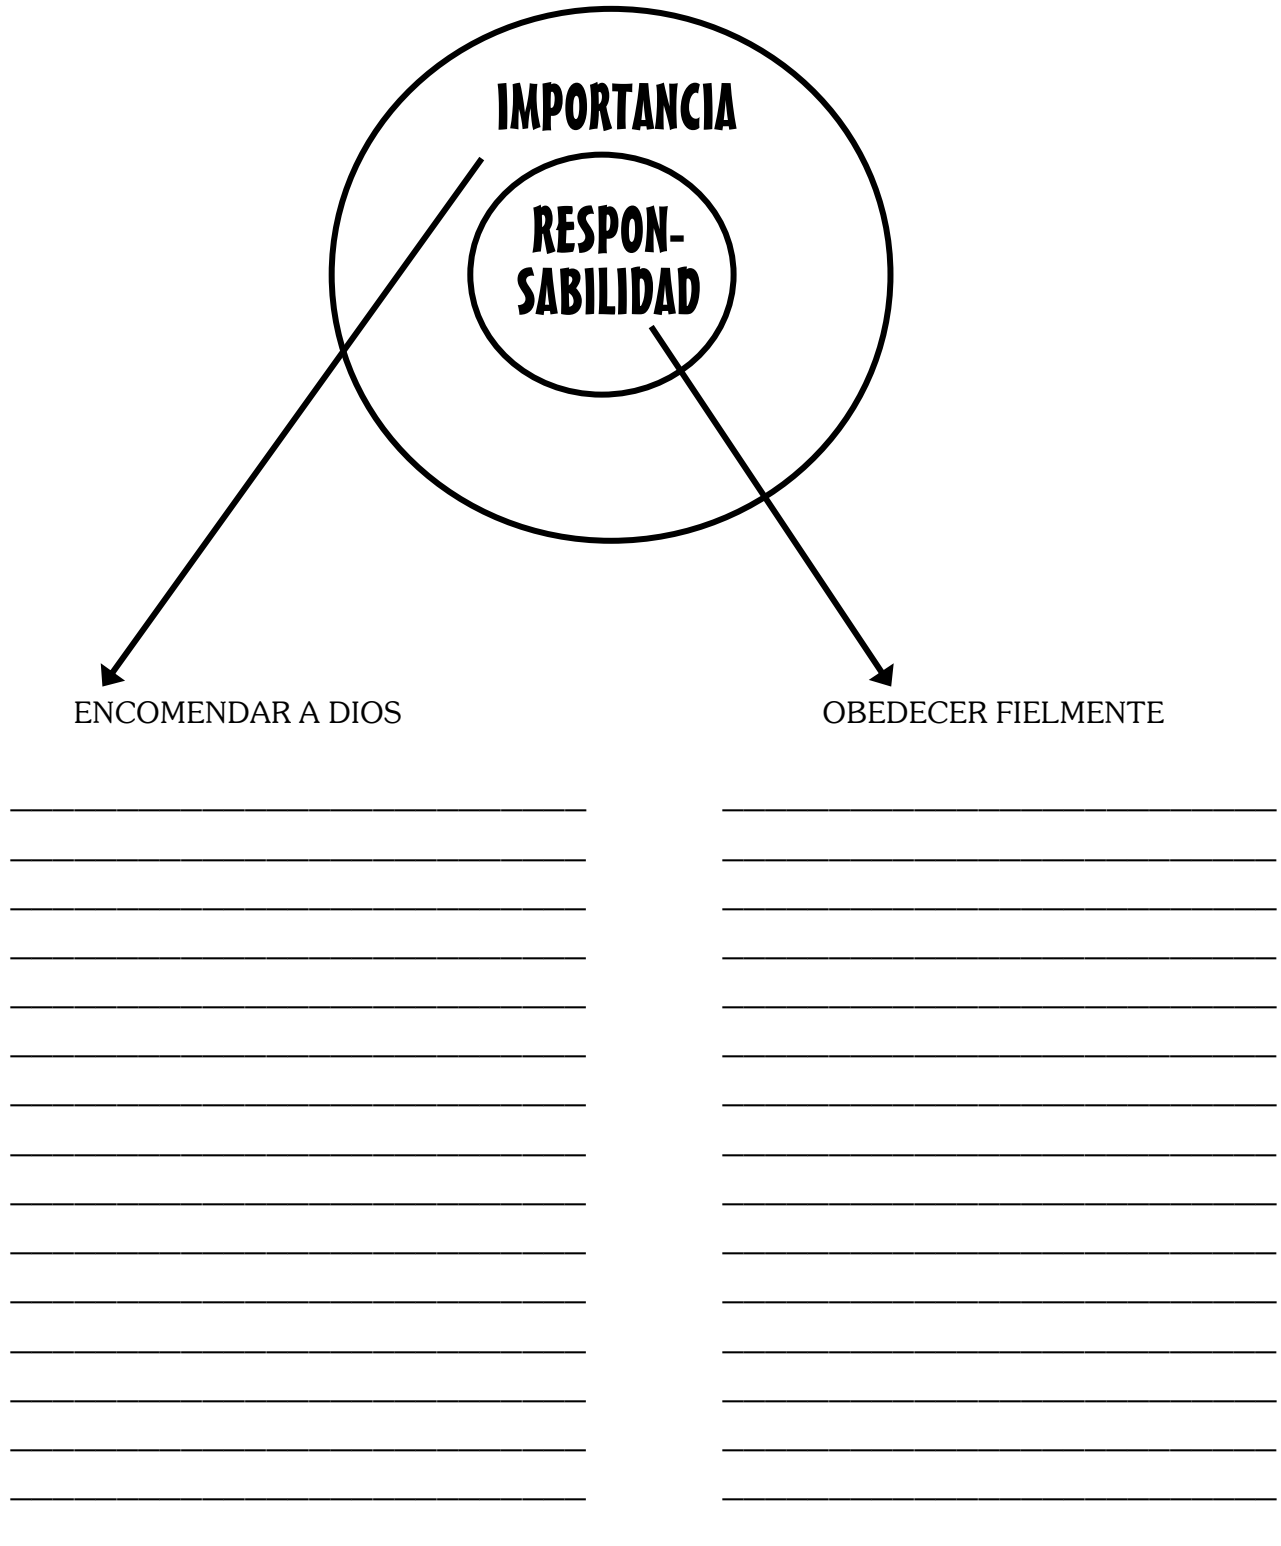 IMPORTANCIA
RESPON-
SABILIDAD
ENCOMENDAR A DIOS
OBEDECER FIELMENTE